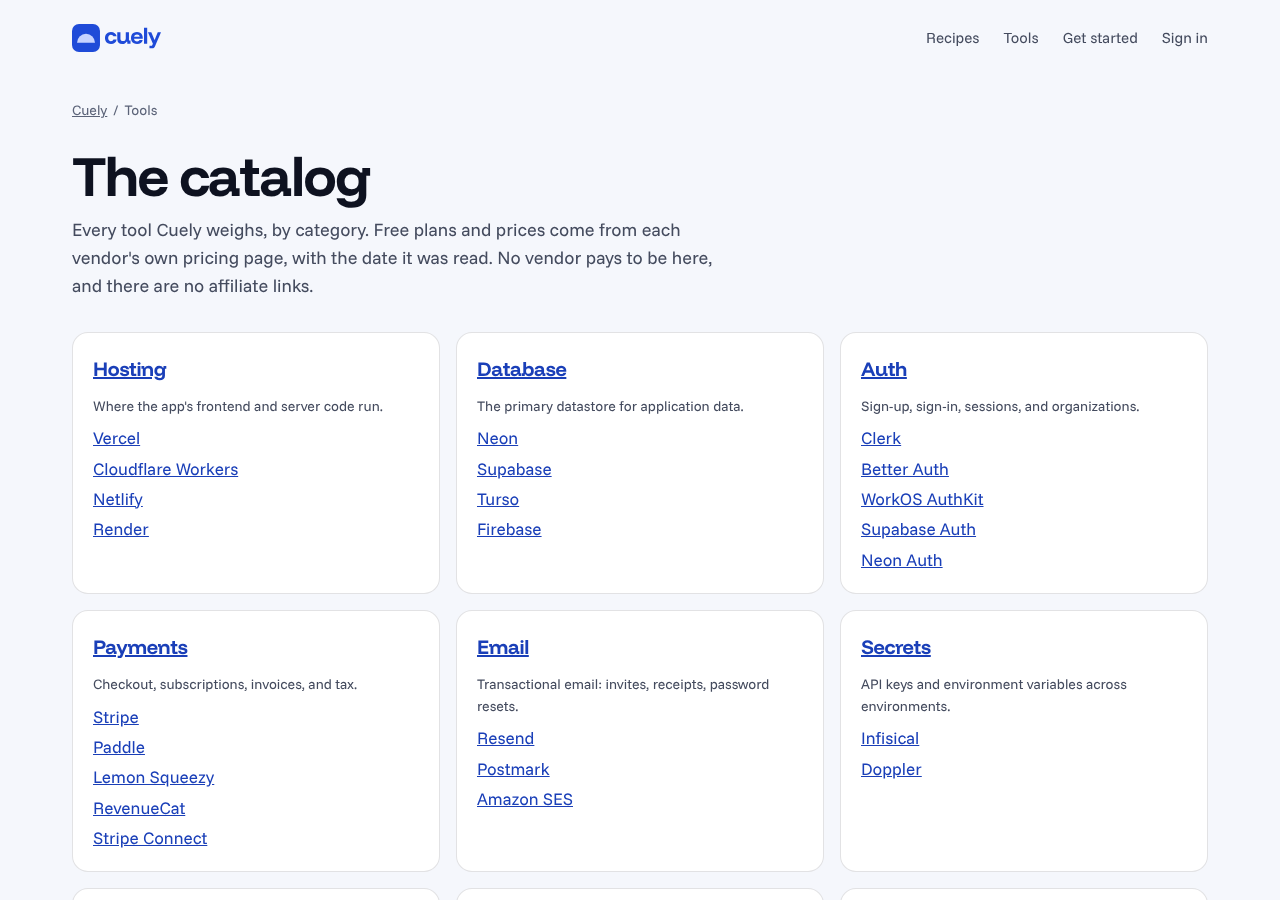 cuely
Recipes Tools Get started Sign in
Cuely / Tools
The catalog
Every tool Cuely weighs, by category. Free plans and prices come from each
vendor's own pricing page, with the date it was read. No vendor pays to be here,
and there are no affiliate links.
Hosting
Where the app's frontend and server code run.
Vercel
Cloudflare Workers
Netlify
Render
Database
The primary datastore for application data.
Neon
Supabase
Turso
Firebase
Auth
Sign-up, sign-in, sessions, and organizations.
Clerk
Better Auth
WorkOS AuthKit
Supabase Auth
Neon Auth
Payments
Checkout, subscriptions, invoices, and tax.
Stripe
Paddle
Lemon Squeezy
RevenueCat
Stripe Connect
Email
Transactional email: invites, receipts, password
resets.
Resend
Postmark
Amazon SES
Secrets
API keys and environment variables across
environments.
Infisical
Doppler